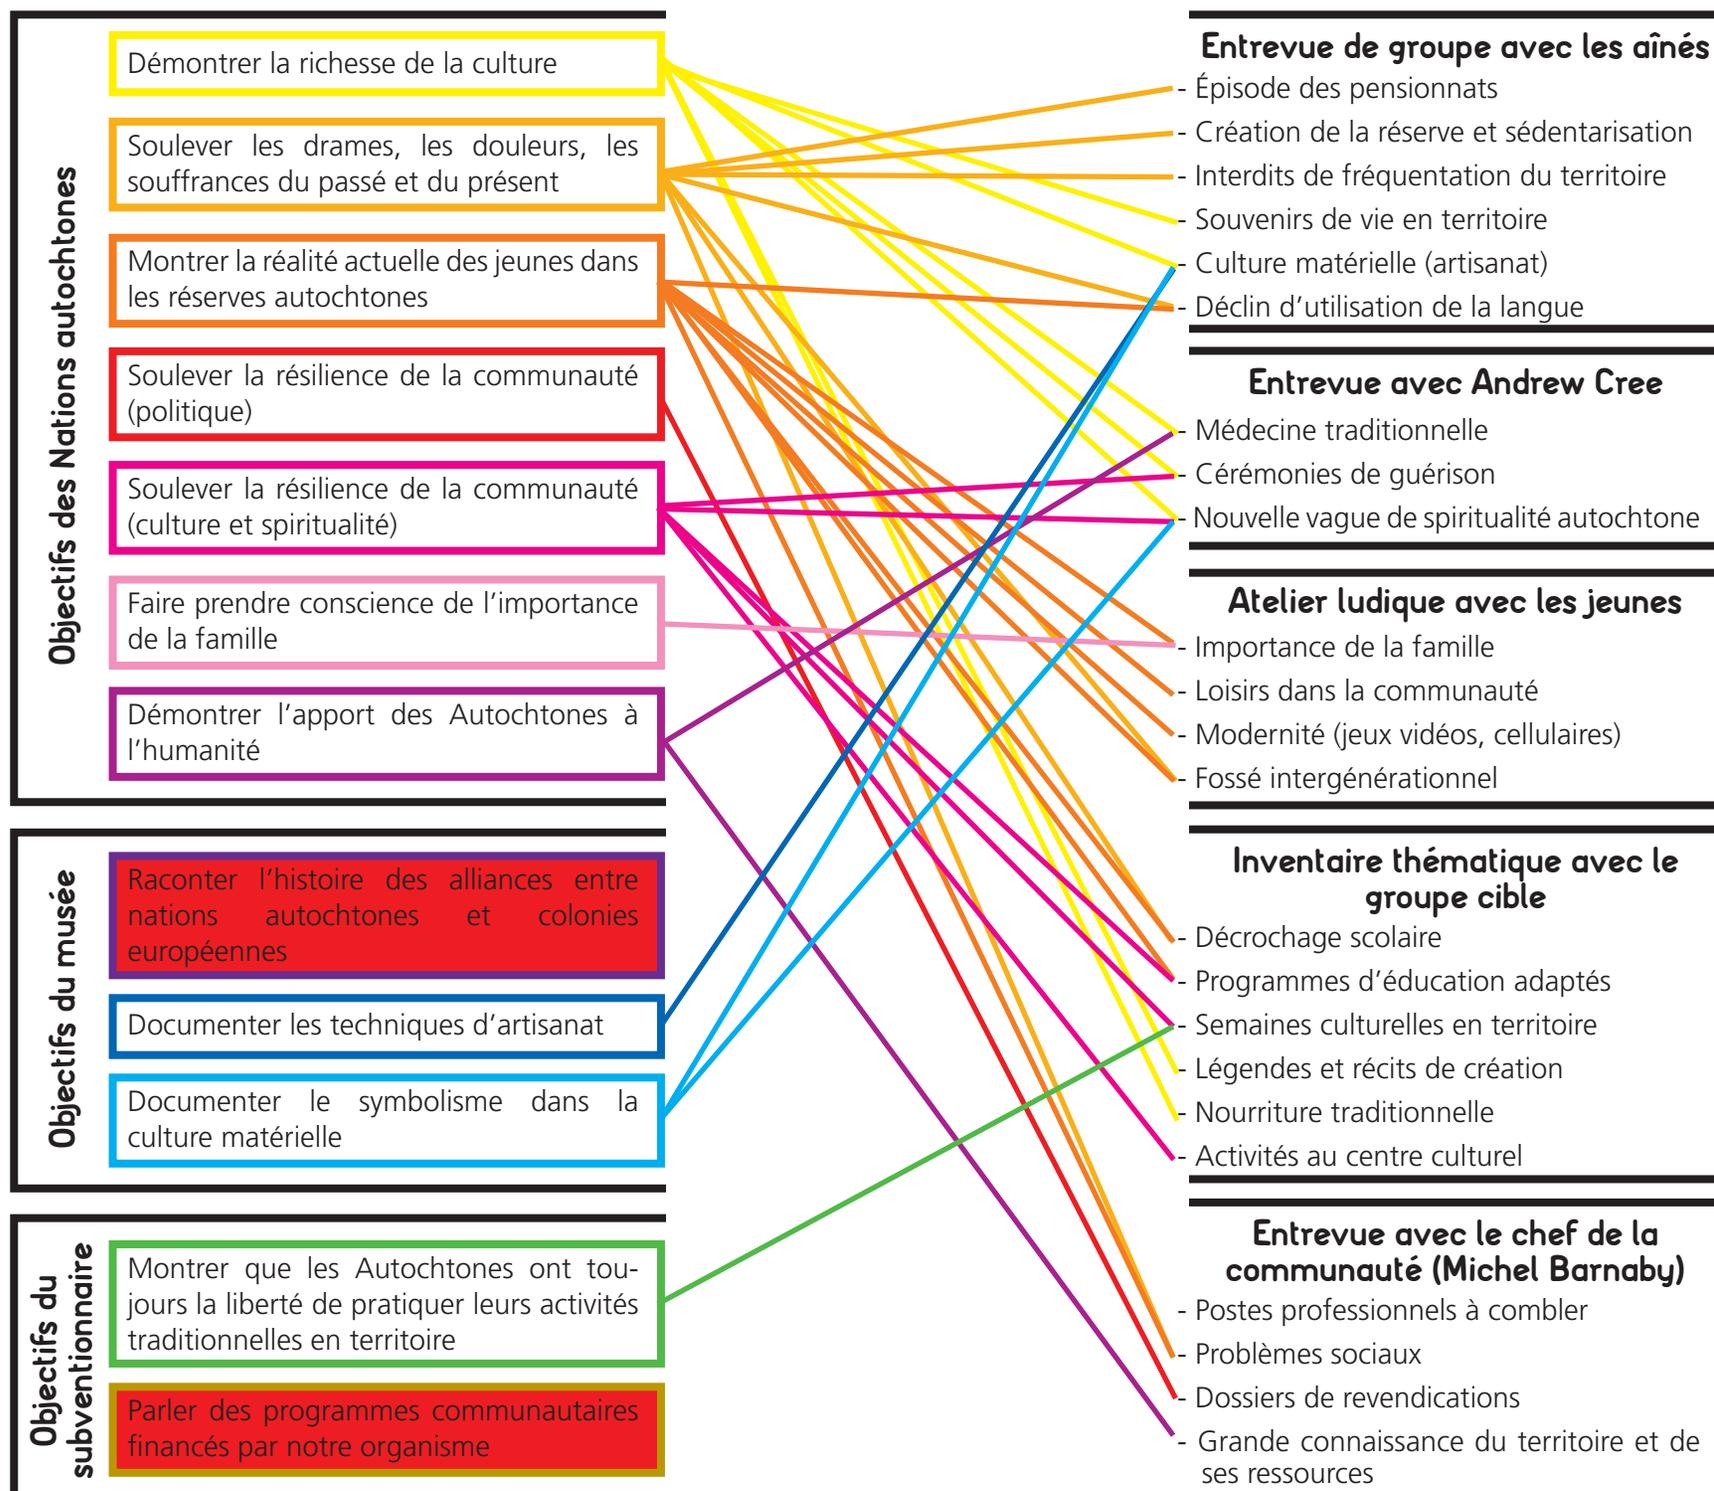 Objectifs des Nations autochtones
Démontrer la richesse de la culture
Soulever les drames, les douleurs, les
souffrances du passé et du présent
Montrer la réalité actuelle des jeunes dans
les réserves autochtones
Soulever la résilience de la communauté
(politique)
Soulever la résilience de la communauté
(culture et spiritualité)
Faire prendre conscience de l’importance
de la famille
Démontrer l’apport des Autochtones à
l’humanité
Objectifs du musée
Raconter l’histoire des alliances entre
nations autochtones et colonies
européennes
Documenter les techniques d’artisanat
Documenter le symbolisme dans la
culture matérielle
Objectifs du
subventionnaire
Montrer que les Autochtones ont tou-
jours la liberté de pratiquer leurs activités
traditionnelles en territoire
Parler des programmes communautaires
financés par notre organisme
Entrevue de groupe avec les aînés
- Épisode des pensionnats
- Création de la réserve et sédentarisation
- Interdits de fréquentation du territoire
- Souvenirs de vie en territoire
- Culture matérielle (artisanat)
- Déclin d’utilisation de la langue
Entrevue avec Andrew Cree
- Médecine traditionnelle
- Cérémonies de guérison
- Nouvelle vague de spiritualité autochtone
Atelier ludique avec les jeunes
- Importance de la famille
- Loisirs dans la communauté
- Modernité (jeux vidéos, cellulaires)
- Fossé intergénérationnel
Inventaire thématique avec le
groupe cible
- Décrochage scolaire
- Programmes d’éducation adaptés
- Semaines culturelles en territoire
- Légendes et récits de création
- Nourriture traditionnelle
- Activités au centre culturel
Entrevue avec le chef de la
communauté (Michel Barnaby)
- Postes professionnels à combler
- Problèmes sociaux
- Dossiers de revendications
- Grande connaissance du territoire et de
ses ressources